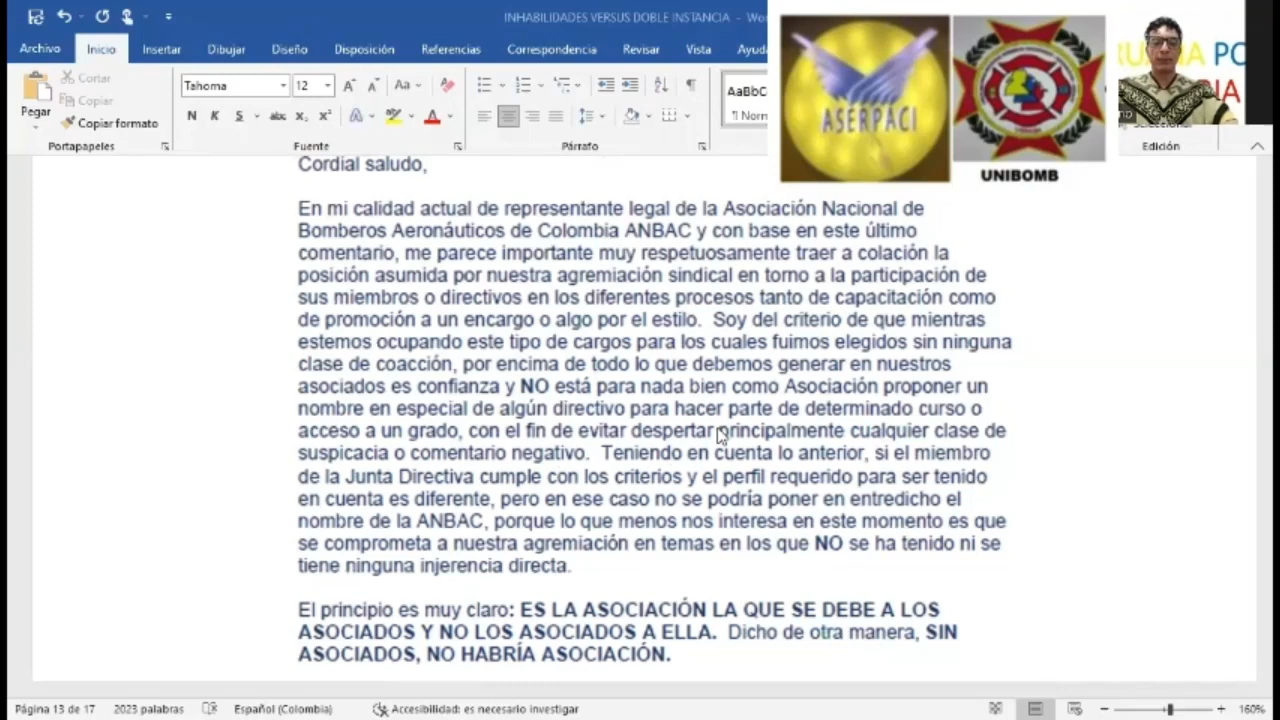 INHABILIDADES VERSUS DOBLE INSTANCIA - Wo
Archivo Inicio Insertar Dibujar Diseño Disposición Referencias Correspondencia Revisar Vista Ayuda
Pegar
Cortar
Copiar
Copiar formato
Tahoma 12
AaBbC
¶ Norm
Portapapeles Fuente Párrafo Edición
ASERPACI
UNIBOMB
Cordial saludo,
En mi calidad actual de representante legal de la Asociación Nacional de
Bomberos Aeronáuticos de Colombia ANBAC y con base en este último
comentario, me parece importante muy respetuosamente traer a colación la
posición asumida por nuestra agremiación sindical en torno a la participación de
sus miembros o directivos en los diferentes procesos tanto de capacitación como
de promoción a un encargo o algo por el estilo. Soy del criterio de que mientras
estemos ocupando este tipo de cargos para los cuales fuimos elegidos sin ninguna
clase de coacción, por encima de todo lo que debemos generar en nuestros
asociados es confianza y NO está para nada bien como Asociación proponer un
nombre en especial de algún directivo para hacer parte de determinado curso o
acceso a un grado, con el fin de evitar despertar principalmente cualquier clase de
suspicacia o comentario negativo. Teniendo en cuenta lo anterior, si el miembro
de la Junta Directiva cumple con los criterios y el perfil requerido para ser tenido
en cuenta es diferente, pero en ese caso no se podría poner en entredicho el
nombre de la ANBAC, porque lo que menos nos interesa en este momento es que
se comprometa a nuestra agremiación en temas en los que NO se ha tenido ni se
tiene ninguna injerencia directa.
El principio es muy claro: ES LA ASOCIACIÓN LA QUE SE DEBE A LOS
ASOCIADOS Y NO LOS ASOCIADOS A ELLA. Dicho de otra manera, SIN
ASOCIADOS, NO HABRÍA ASOCIACIÓN.
Página 13 de 17 2023 palabras Español (Colombia) Accesibilidad: es necesario investigar 160%